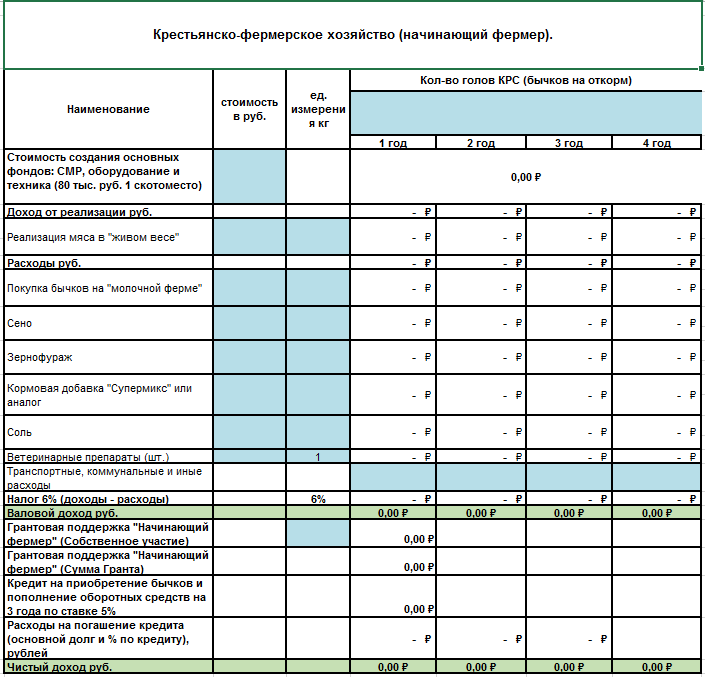 Крестьянско-фермерское хозяйство (начинающий фермер).
Кол-во голов КРС (бычков на откорм)
Наименование
стоимость
в руб.
ед.
измерени
я кг
1 год 2 год 3 год 4 год
Стоимость создания основных
фондов: СМР, оборудование и
техника (80 тыс. руб. 1 скотоместо)
0,00 ₽
Доход от реализации руб. - ₽ - ₽ - ₽ - ₽
Реализация мяса в "живом весе" - ₽ - ₽ - ₽ - ₽
Расходы руб. - ₽ - ₽ - ₽ - ₽
Покупка бычков на "молочной ферме" - ₽ - ₽ - ₽ - ₽
Сено - ₽ - ₽ - ₽ - ₽
Зернофураж - ₽ - ₽ - ₽ - ₽
Кормовая добавка "Супермикс" или
аналог
- ₽ - ₽ - ₽ - ₽
Соль - ₽ - ₽ - ₽ - ₽
Ветеринарные препараты (шт.) 1 - ₽ - ₽ - ₽ - ₽
Транспортные, коммунальные и иные
расходы
Налог 6% (доходы - расходы) 6% - ₽ - ₽ - ₽ - ₽
Валовой доход руб. 0,00 ₽ 0,00 ₽ 0,00 ₽ 0,00 ₽
Грантовая поддержка "Начинающий
фермер" (Собственное участие)
0,00 ₽
Грантовая поддержка "Начинающий
фермер" (Сумма Гранта)
0,00 ₽
Кредит на приобретение бычков и
пополнение оборотных средств на
3 года по ставке 5%
0,00 ₽
Расходы на погашение кредита
(основной долг и % по кредиту),
рублей
- ₽ - ₽ - ₽
Чистый доход руб. 0,00 ₽ 0,00 ₽ 0,00 ₽ 0,00 ₽